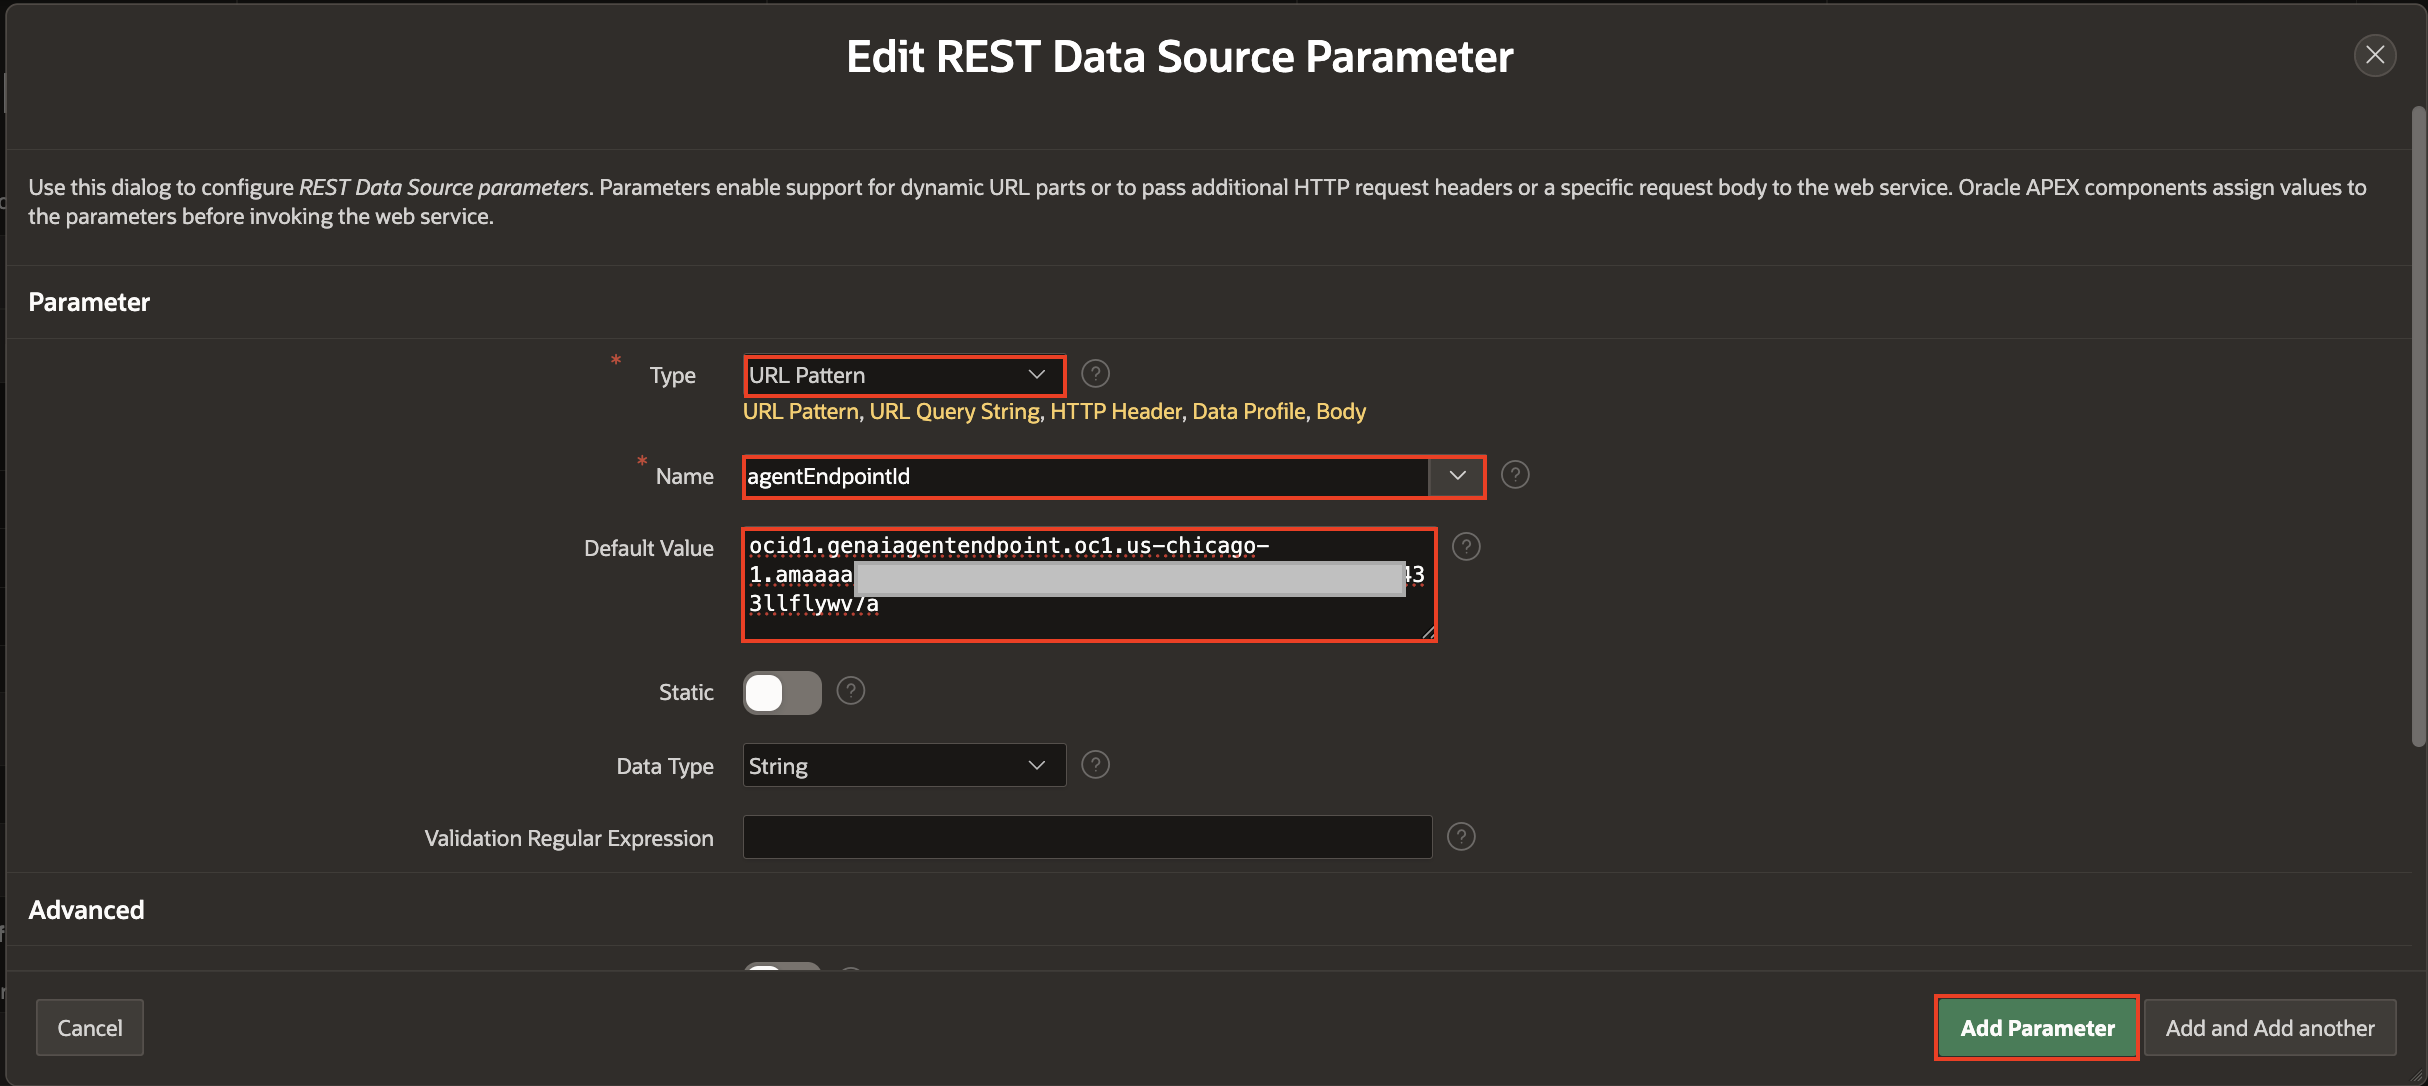 Edit REST Data Source Parameter
Use this dialog to configure REST Data Source parameters. Parameters enable support for dynamic URL parts or to pass additional HTTP request headers or a specific request body to the web service. Oracle APEX components assign values to
the parameters before invoking the web service.
Parameter
* Type URL Pattern
URL Pattern, URL Query String, HTTP Header, Data Profile, Body
* Name agentEndpointId
Default Value ocid1.genaiagentendpoint.oc1.us-chicago-
1.amaaaa 43
3llflywv7a
Static
Data Type String
Validation Regular Expression
Advanced
Cancel Add Parameter Add and Add another